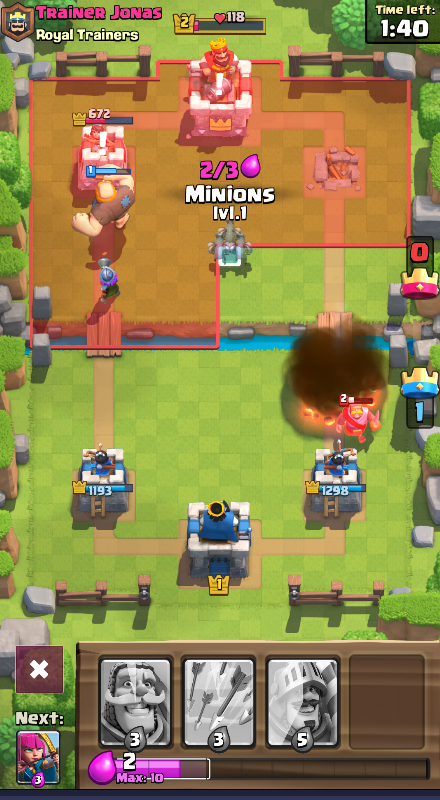 Trainer Jonas
Royal Trainers
2
118
Time left:
1:40
672
1
2/3
Minions
lvl.1
0
2
1
1193
1298
1
Next:
3
3
3
5
2
Max:10